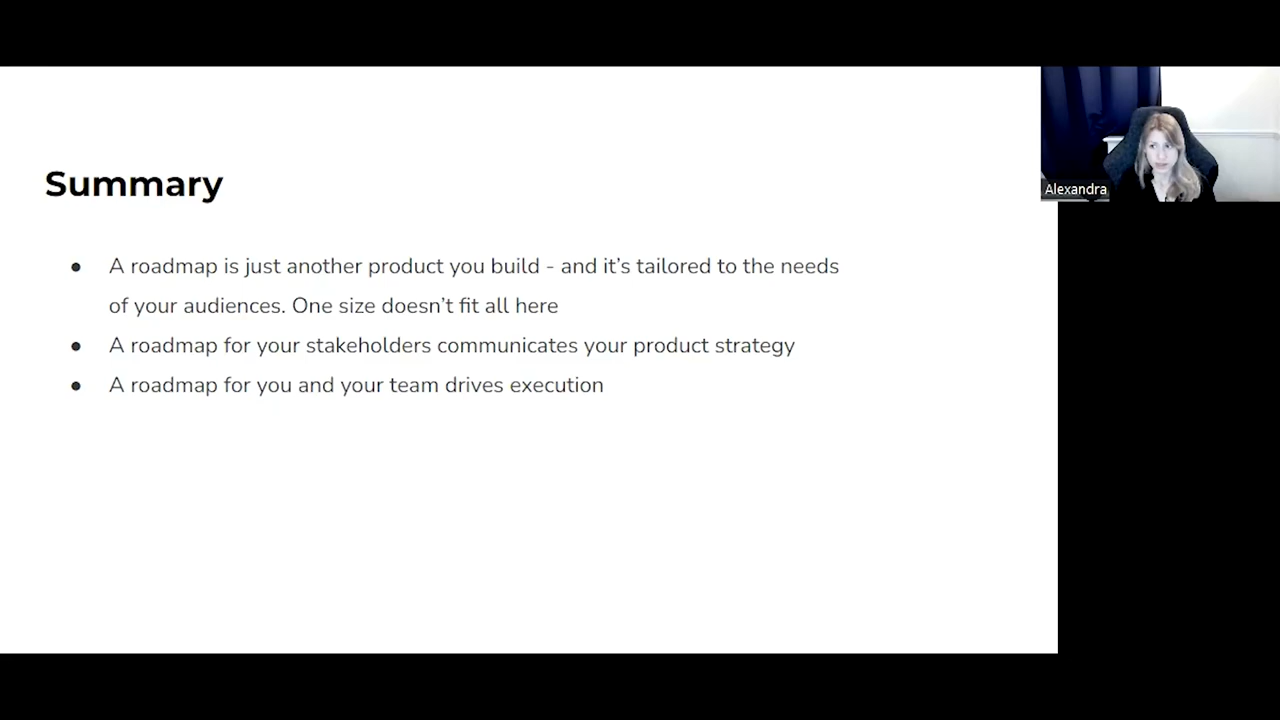 Summary
● A roadmap is just another product you build - and it’s tailored to the needs
of your audiences. One size doesn’t fit all here
● A roadmap for your stakeholders communicates your product strategy
● A roadmap for you and your team drives execution
Alexandra